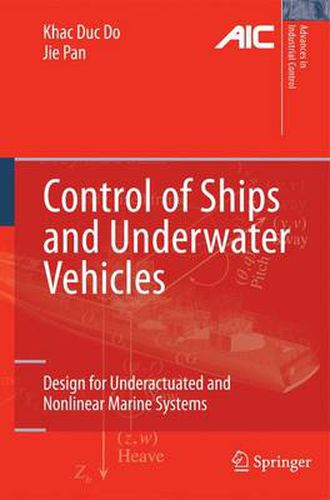 Khac Duc Do
Jie Pan
AIC
Advances in
Industrial Control
Control of Ships
and Underwater
Vehicles
(y, v)
Sway
(θ, q)
Pitch
Design for Underactuated and
Nonlinear Marine Systems
(z, w)
Heave
Z_b
Springer